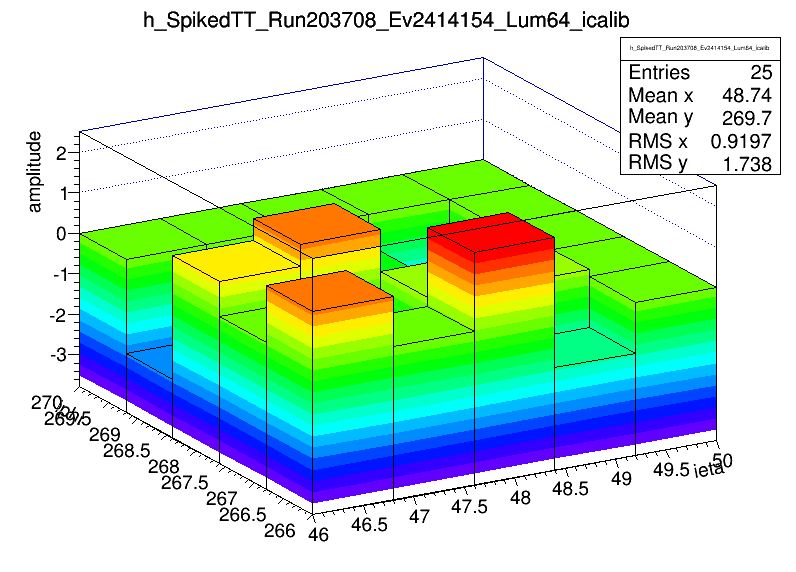 h_SpikedTT_Run203708_Ev2414154_Lum64_icalib
h_SpikedTT_Run203708_Ev2414154_Lum64_icalib
Entries 25
Mean x 48.74
Mean y 269.7
RMS x 0.9197
RMS y 1.738
amplitude
2
1
0
-1
-2
-3
270
269.5
269
268.5
268
267.5
267
266.5
266
46
46.5
47
47.5
48
48.5
49
49.5
50
ieta